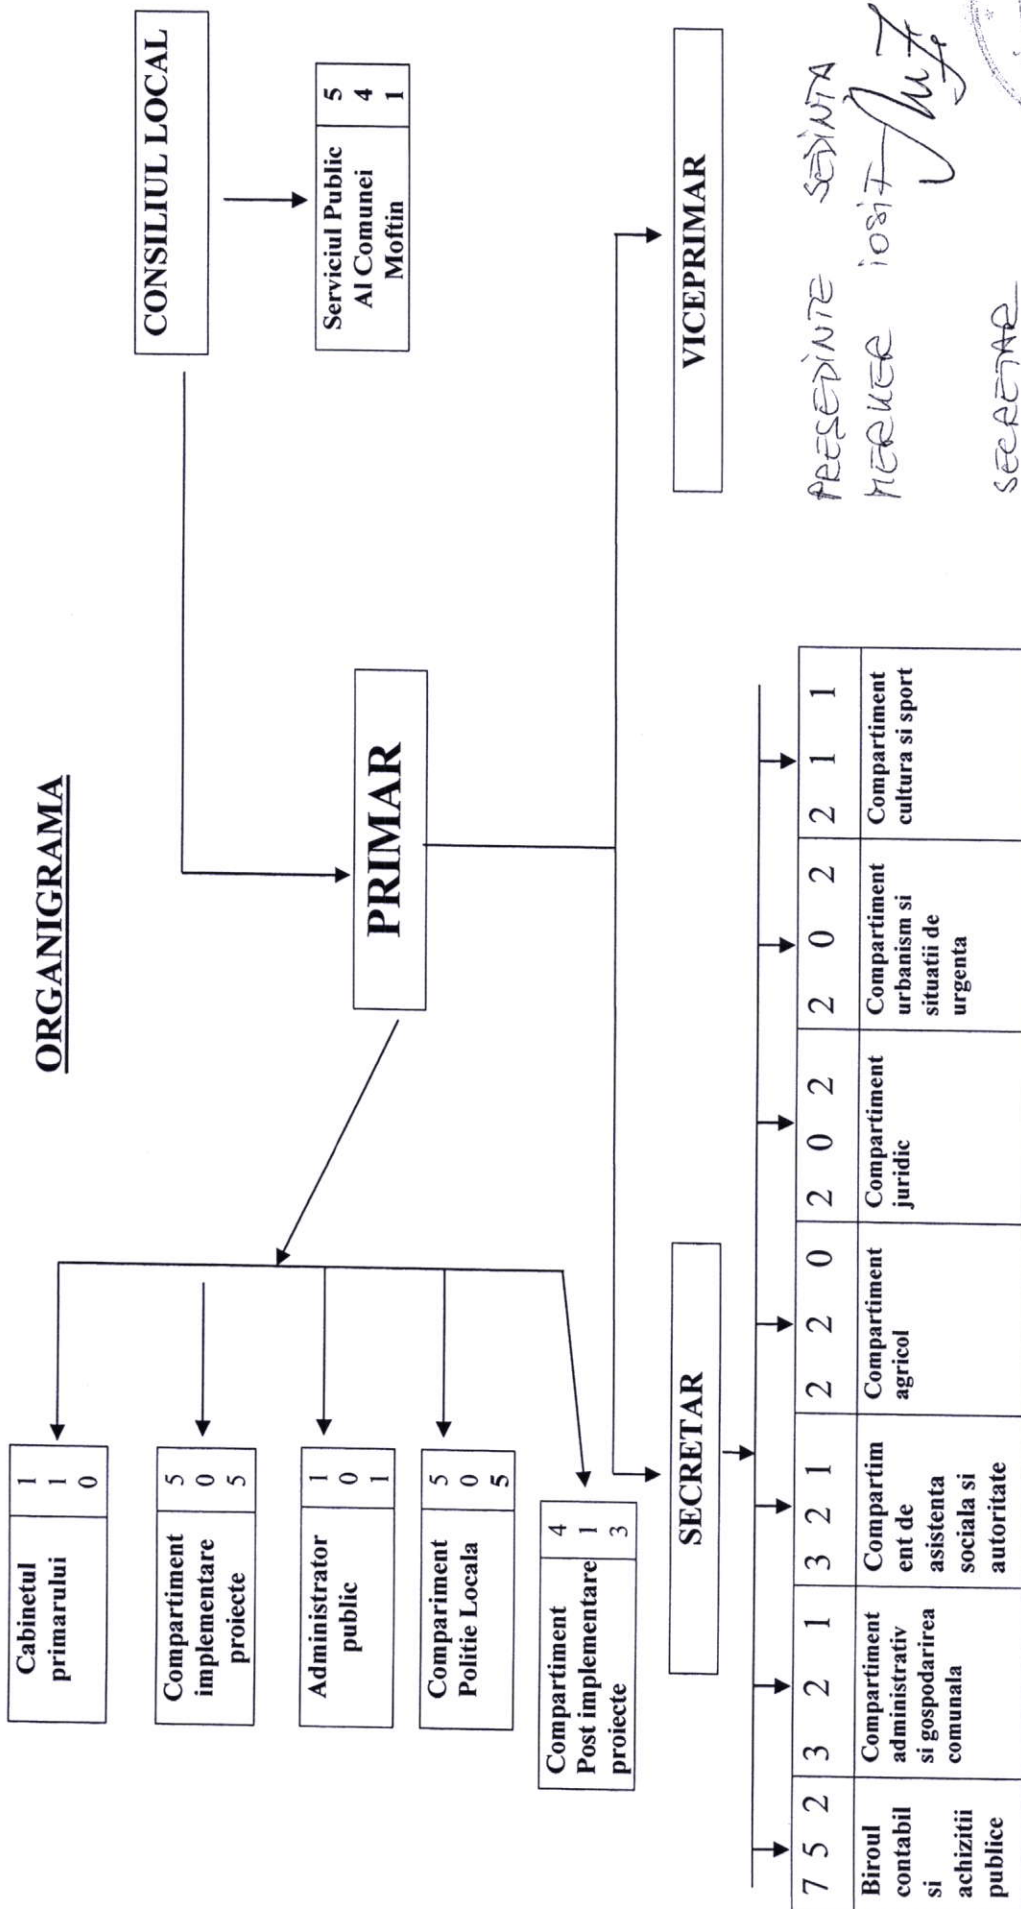 ORGANIGRAMA
CONSILIUL LOCAL
Serviciul Public
Al Comunei
Moftin
5
4
1
PRIMAR
Cabinetul
primarului
1
1
0
Compartiment
implementare
proiecte
5
0
5
Administrator
public
1
0
1
Compariment
Politie Locala
5
0
5
Compartiment
Post implementare
proiecte
4
1
3
SECRETAR
VICEPRIMAR
7 5 2
3 2 1
3 2 1
2 2 0
2 0 2
2 0 2
2 1 1
Biroul
contabil
si
achizitii
publice
Compartiment
administrativ
si gospodarirea
comunala
Compartim
ent de
asistenta
sociala si
autoritate
Compartiment
agricol
Compartiment
juridic
Compartiment
urbanism si
situatii de
urgenta
Compartiment
cultura si sport
PRESEDINTE SEDINTA
IOSIF
SECRETAR